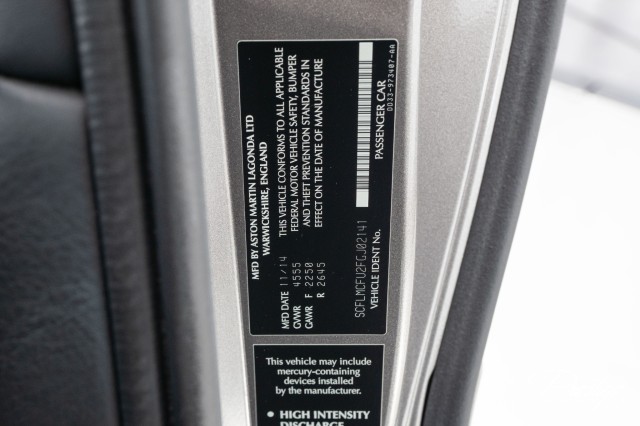 MFD BY ASTON MARTIN LAGONDA LTD
WARWICKSHIRE, ENGLAND
MFD DATE 11/14
GVWR 4555
GAWR F 2250
R 2645
THIS VEHICLE CONFORMS TO ALL APPLICABLE
FEDERAL MOTOR VEHICLE SAFETY, BUMPER
AND THEFT PREVENTION STANDARDS IN
EFFECT ON THE DATE OF MANUFACTURE
SCFLMCFU2FGJ02141
VEHICLE IDENT No.
PASSENGER CAR
DD33-973407-AA
This vehicle may include
mercury-containing
devices installed
by the manufacturer.
• HIGH INTENSITY
DISCHARGE